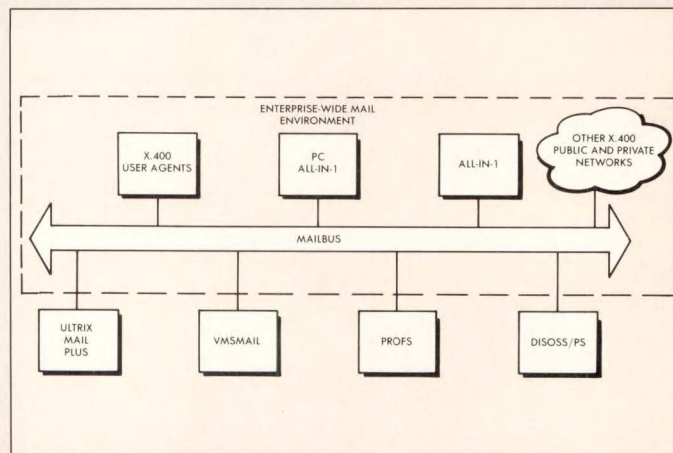 ENTERPRISE-WIDE MAIL
ENVIRONMENT
X.400
USER AGENTS
PC
ALL-IN-1
ALL-IN-1
OTHER X.400
PUBLIC AND PRIVATE
NETWORKS
MAILBUS
ULTRIX
MAIL
PLUS
VMSMAIL
PROFS
DISOSS/PS